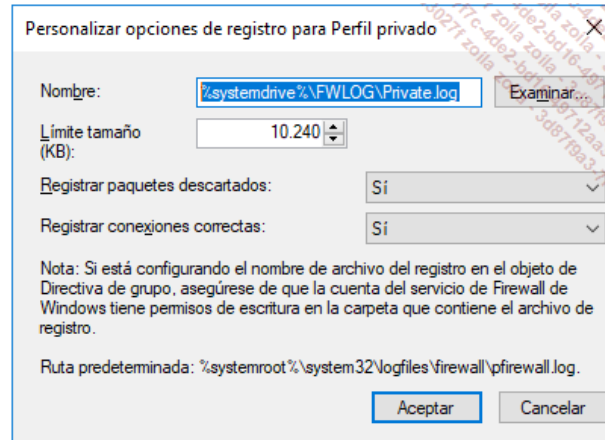 Personalizar opciones de registro para Perfil privado
Nombre:
%systemdrive%\FWLOG\Private.log
Examinar...
Límite tamaño
(KB):
10.240
Registrar paquetes descartados:
Sí
Registrar conexiones correctas:
Sí
Nota: Si está configurando el nombre de archivo del registro en el objeto de
Directiva de grupo, asegúrese de que la cuenta del servicio de Firewall de
Windows tiene permisos de escritura en la carpeta que contiene el archivo de
registro.
Ruta predeterminada: %systemroot%\system32\logfiles\firewall\pfirewall.log.
Aceptar
Cancelar